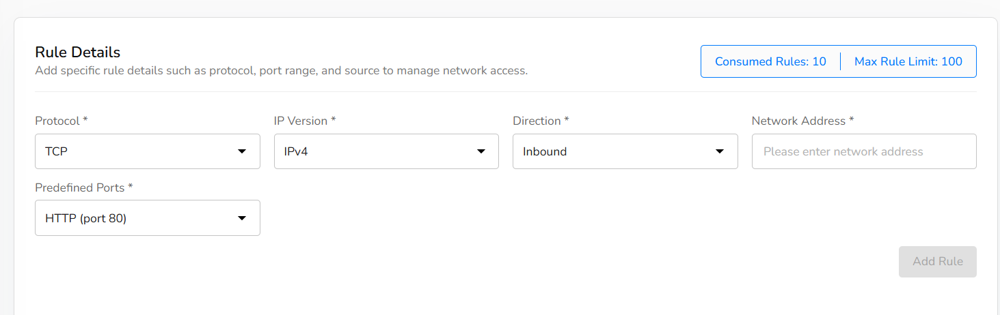 Rule Details
Add specific rule details such as protocol, port range, and source to manage network access.
Consumed Rules: 10 | Max Rule Limit: 100
Protocol * IP Version * Direction * Network Address *
TCP IPv4 Inbound Please enter network address
Predefined Ports *
HTTP (port 80)
Add Rule